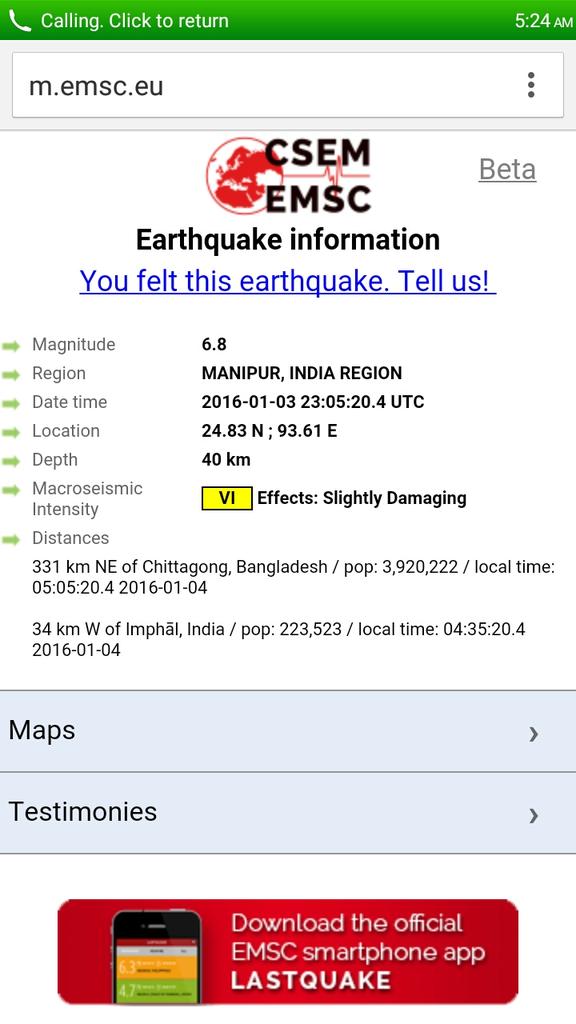 Calling. Click to return 5:24 AM
m.emsc.eu
CSEM
EMSC
Beta
Earthquake information
You felt this earthquake. Tell us!
Magnitude 6.8
Region MANIPUR, INDIA REGION
Date time 2016-01-03 23:05:20.4 UTC
Location 24.83 N ; 93.61 E
Depth 40 km
Macroseismic
Intensity VI Effects: Slightly Damaging
Distances
331 km NE of Chittagong, Bangladesh / pop: 3,920,222 / local time:
05:05:20.4 2016-01-04
34 km W of Imphāl, India / pop: 223,523 / local time: 04:35:20.4
2016-01-04
Maps
Testimonies
Download the official
EMSC smartphone app
LASTQUAKE
6.3
4.7